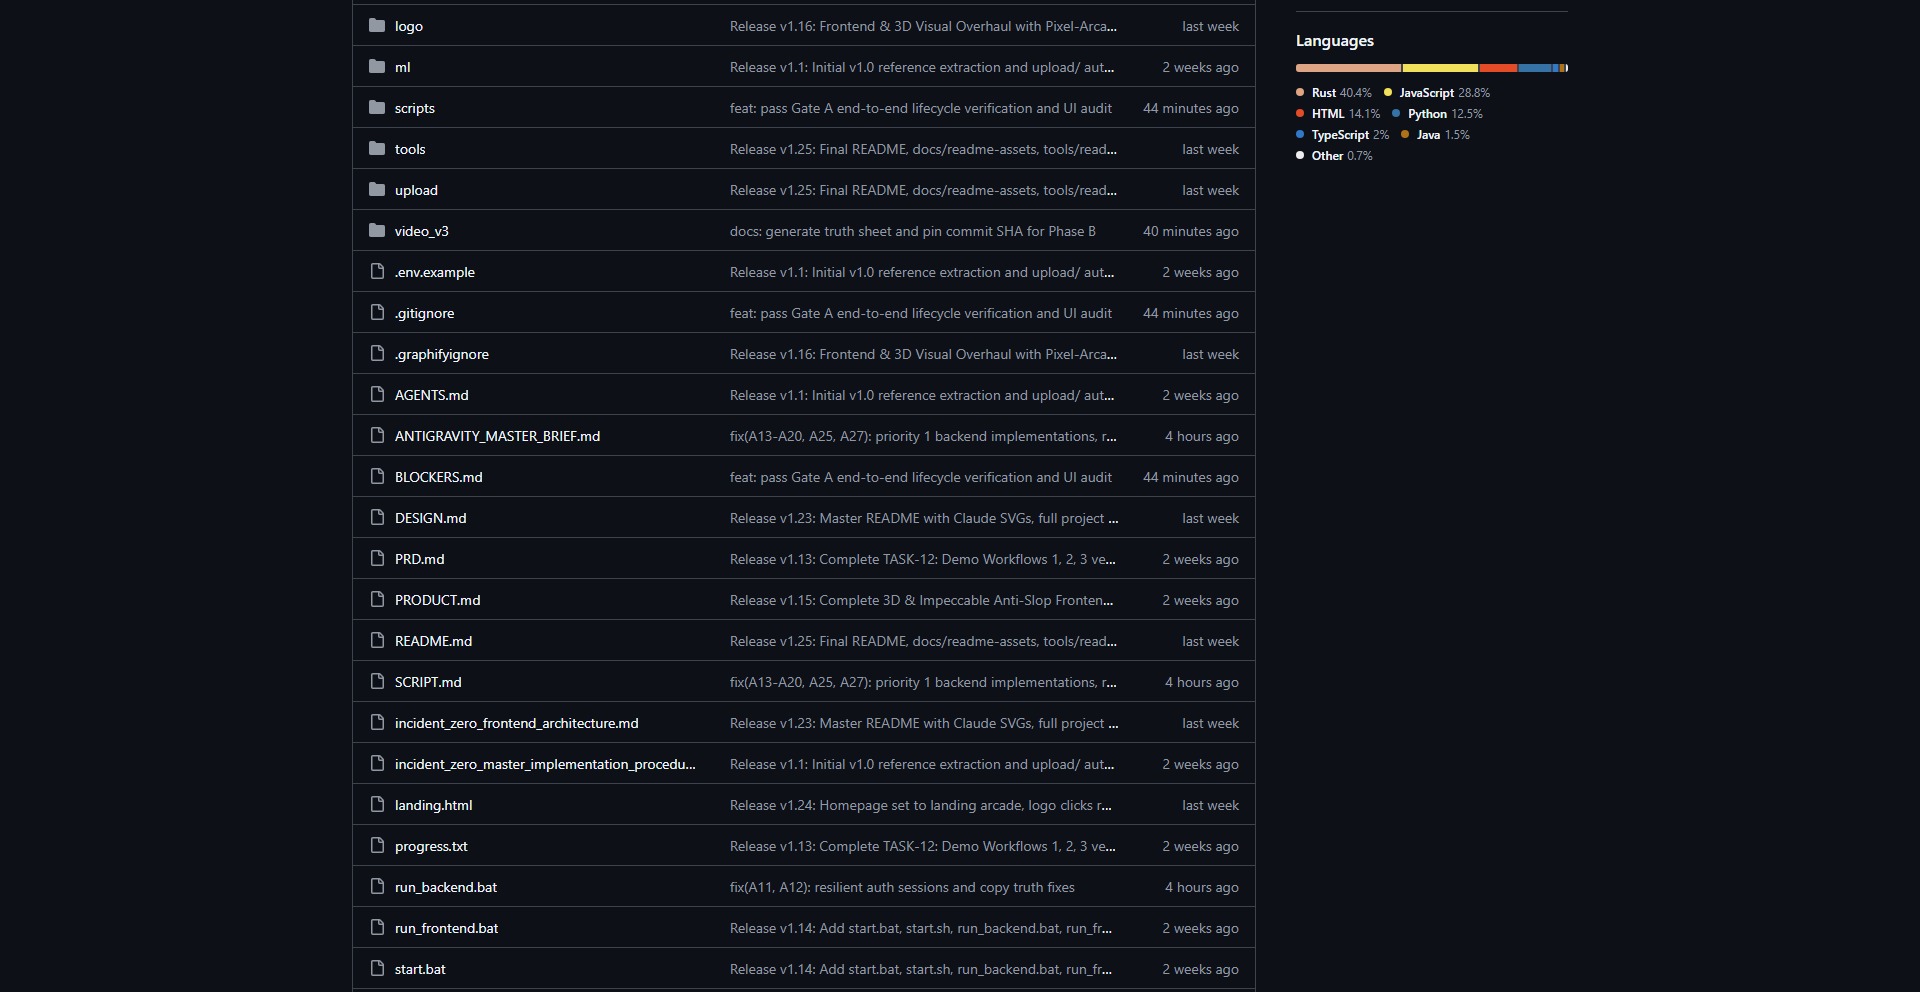 logo Release v1.16: Frontend & 3D Visual Overhaul with Pixel-Arca... last week
ml Release v1.1: Initial v1.0 reference extraction and upload/ aut... 2 weeks ago
scripts feat: pass Gate A end-to-end lifecycle verification and UI audit 44 minutes ago
tools Release v1.25: Final README, docs/readme-assets, tools/read... last week
upload Release v1.25: Final README, docs/readme-assets, tools/read... last week
video_v3 docs: generate truth sheet and pin commit SHA for Phase B 40 minutes ago
.env.example Release v1.1: Initial v1.0 reference extraction and upload/ aut... 2 weeks ago
.gitignore feat: pass Gate A end-to-end lifecycle verification and UI audit 44 minutes ago
.graphifyignore Release v1.16: Frontend & 3D Visual Overhaul with Pixel-Arca... last week
AGENTS.md Release v1.1: Initial v1.0 reference extraction and upload/ aut... 2 weeks ago
ANTIGRAVITY_MASTER_BRIEF.md fix(A13-A20, A25, A27): priority 1 backend implementations, r... 4 hours ago
BLOCKERS.md feat: pass Gate A end-to-end lifecycle verification and UI audit 44 minutes ago
DESIGN.md Release v1.23: Master README with Claude SVGs, full project ... last week
PRD.md Release v1.13: Complete TASK-12: Demo Workflows 1, 2, 3 ve... 2 weeks ago
PRODUCT.md Release v1.15: Complete 3D & Impeccable Anti-Slop Fronten... 2 weeks ago
README.md Release v1.25: Final README, docs/readme-assets, tools/read... last week
SCRIPT.md fix(A13-A20, A25, A27): priority 1 backend implementations, r... 4 hours ago
incident_zero_frontend_architecture.md Release v1.23: Master README with Claude SVGs, full project ... last week
incident_zero_master_implementation_procedu... Release v1.1: Initial v1.0 reference extraction and upload/ aut... 2 weeks ago
landing.html Release v1.24: Homepage set to landing arcade, logo clicks r... last week
progress.txt Release v1.13: Complete TASK-12: Demo Workflows 1, 2, 3 ve... 2 weeks ago
run_backend.bat fix(A11, A12): resilient auth sessions and copy truth fixes 4 hours ago
run_frontend.bat Release v1.14: Add start.bat, start.sh, run_backend.bat, run_fr... 2 weeks ago
start.bat Release v1.14: Add start.bat, start.sh, run_backend.bat, run_fr... 2 weeks ago
Languages
Rust 40.4% JavaScript 28.8%
HTML 14.1% Python 12.5%
TypeScript 2% Java 1.5%
Other 0.7%